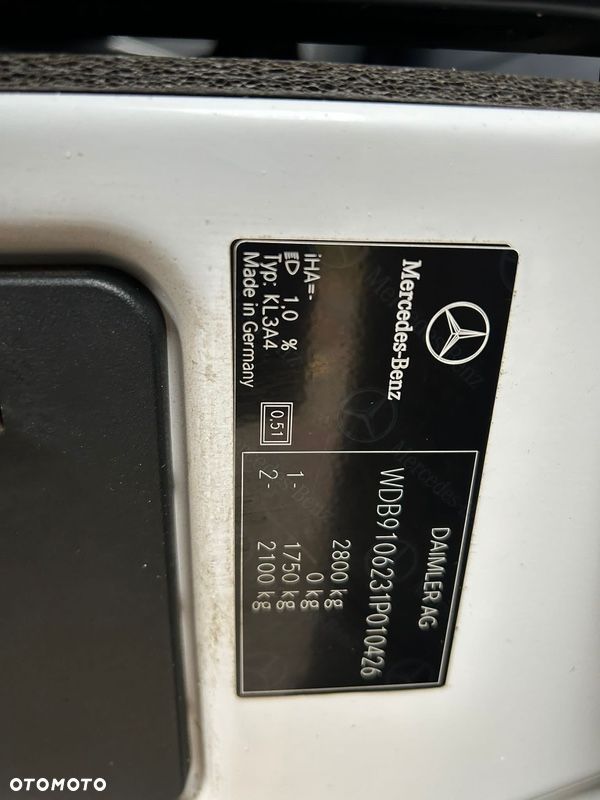 Mercedes-Benz
iHA=-
1,0 %
Typ: KL3A4
Made in Germany
0,51
DAIMLER AG
WDB9106231P010426
2800 kg
0 kg
1 - 1750 kg
2 - 2100 kg
OTOMOTO